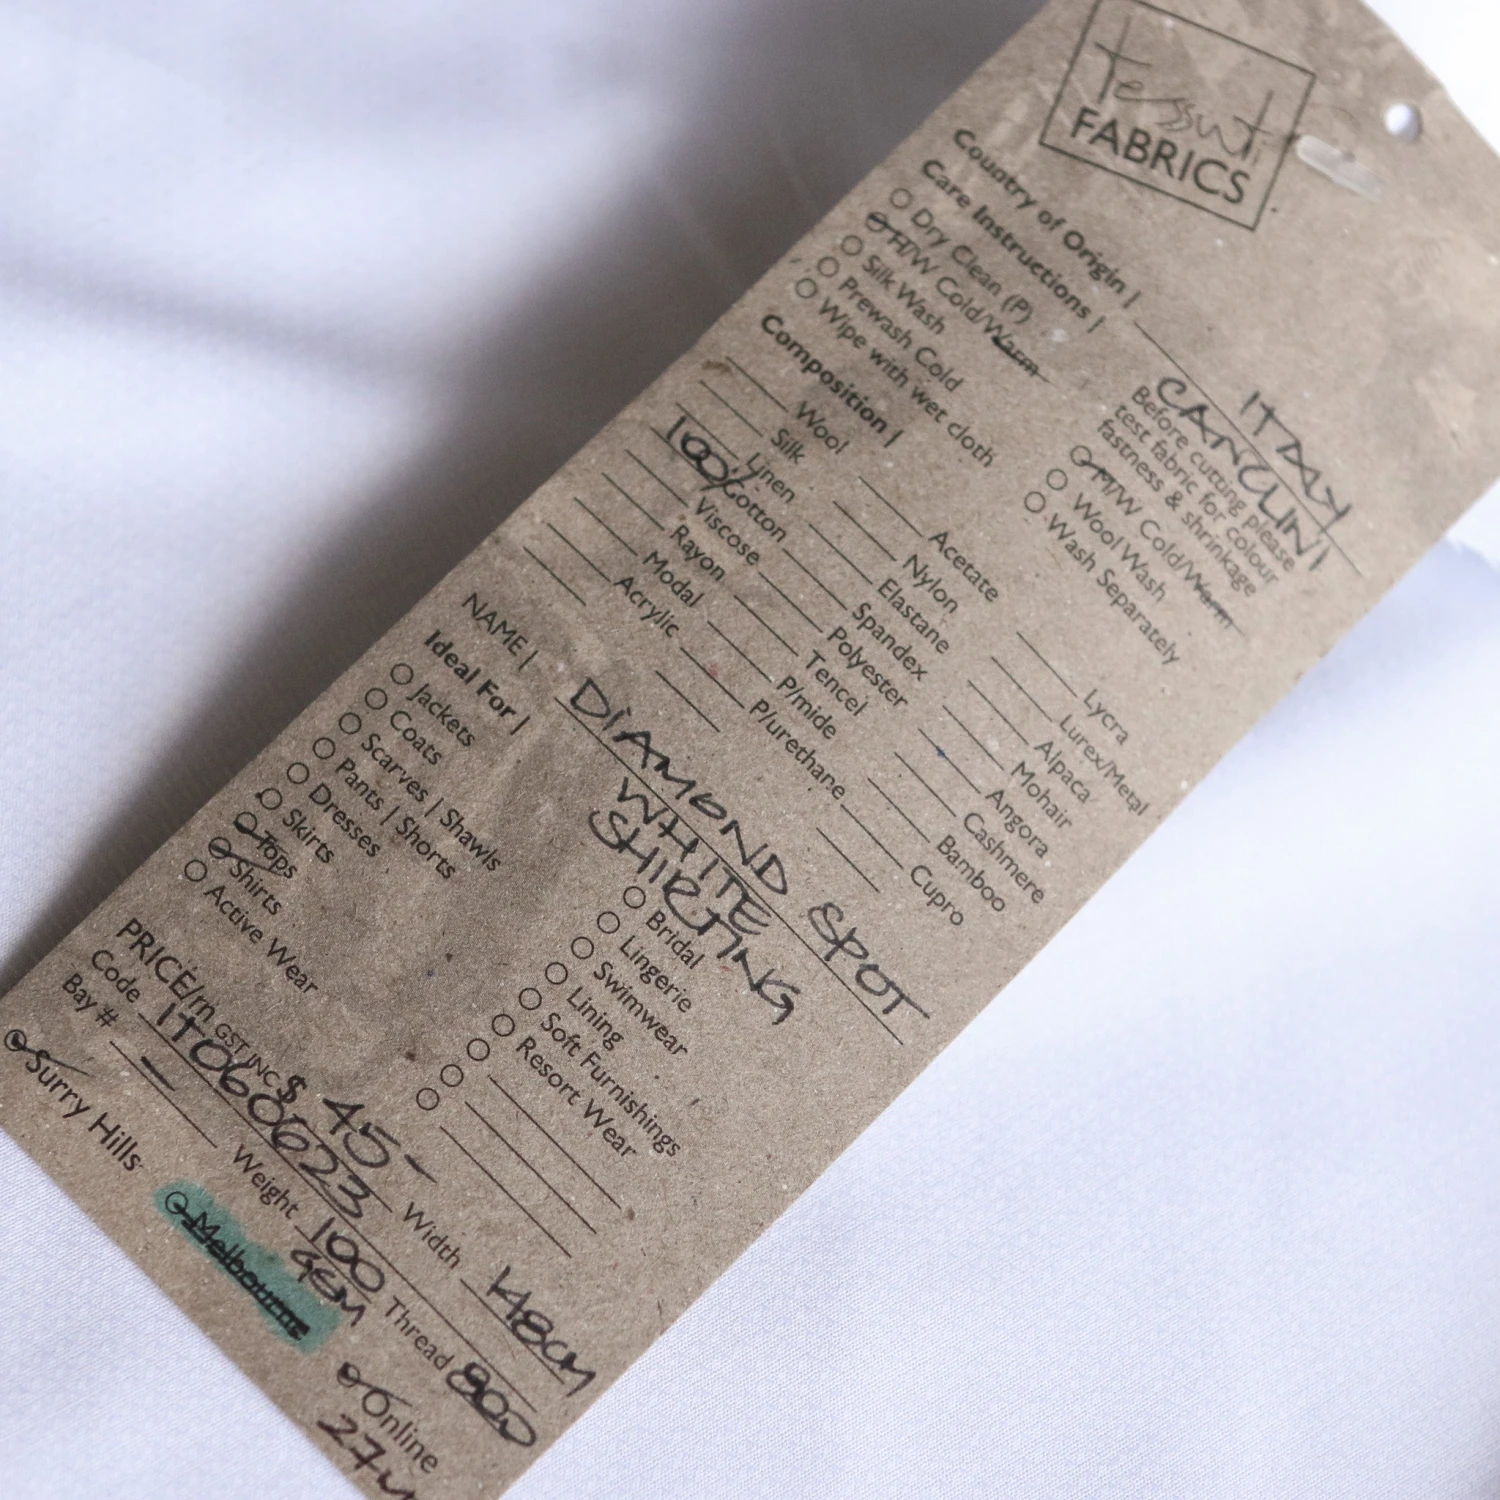 tessuti
FABRICS
Country of Origin | ITALY
CANCLINI
Care Instructions |
Dry Clean (P)
H/W Cold/Warm
Silk Wash
Prewash Cold
Wipe with wet cloth
Before cutting please
test fabric for colour
fastness & shrinkage
M/W Cold/Warm
Wool Wash
Wash Separately
Composition |
Wool
Silk
Linen
100% Cotton
Viscose
Rayon
Modal
Acrylic
Acetate
Nylon
Elastane
Spandex
Polyester
Tencel
P/mide
P/urethane
Lycra
Lurex/Metal
Alpaca
Mohair
Angora
Cashmere
Bamboo
Cupro
NAME | DIAMOND SPOT
WHITE
SHIRTING
Ideal For |
Jackets
Coats
Scarves | Shawls
Pants | Shorts
Dresses
Skirts
Tops
Shirts
Active Wear
Bridal
Lingerie
Swimwear
Lining
Soft Furnishings
Resort Wear
PRICE/m GST INC $45-
Code IT060623 Width 148CM
Bay # - Weight 100 GSM Thread 800
Surry Hills Melbourne Online
27m